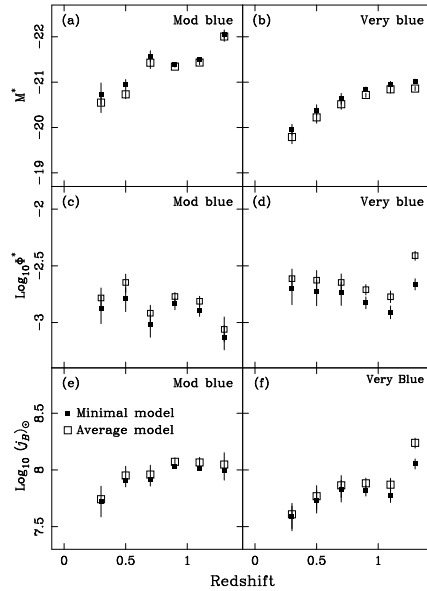 (a) Mod blue
(b) Very blue
M*
-22
-21
-20
-19
(c) Mod blue
(d) Very blue
Log₁₀Φ*
-2
-2.5
-3
(e) Mod blue
(f) Very Blue
Minimal model
Average model
Log₁₀ (j_B)⊙
8.5
8
7.5
0 0.5 1 0 0.5 1
Redshift